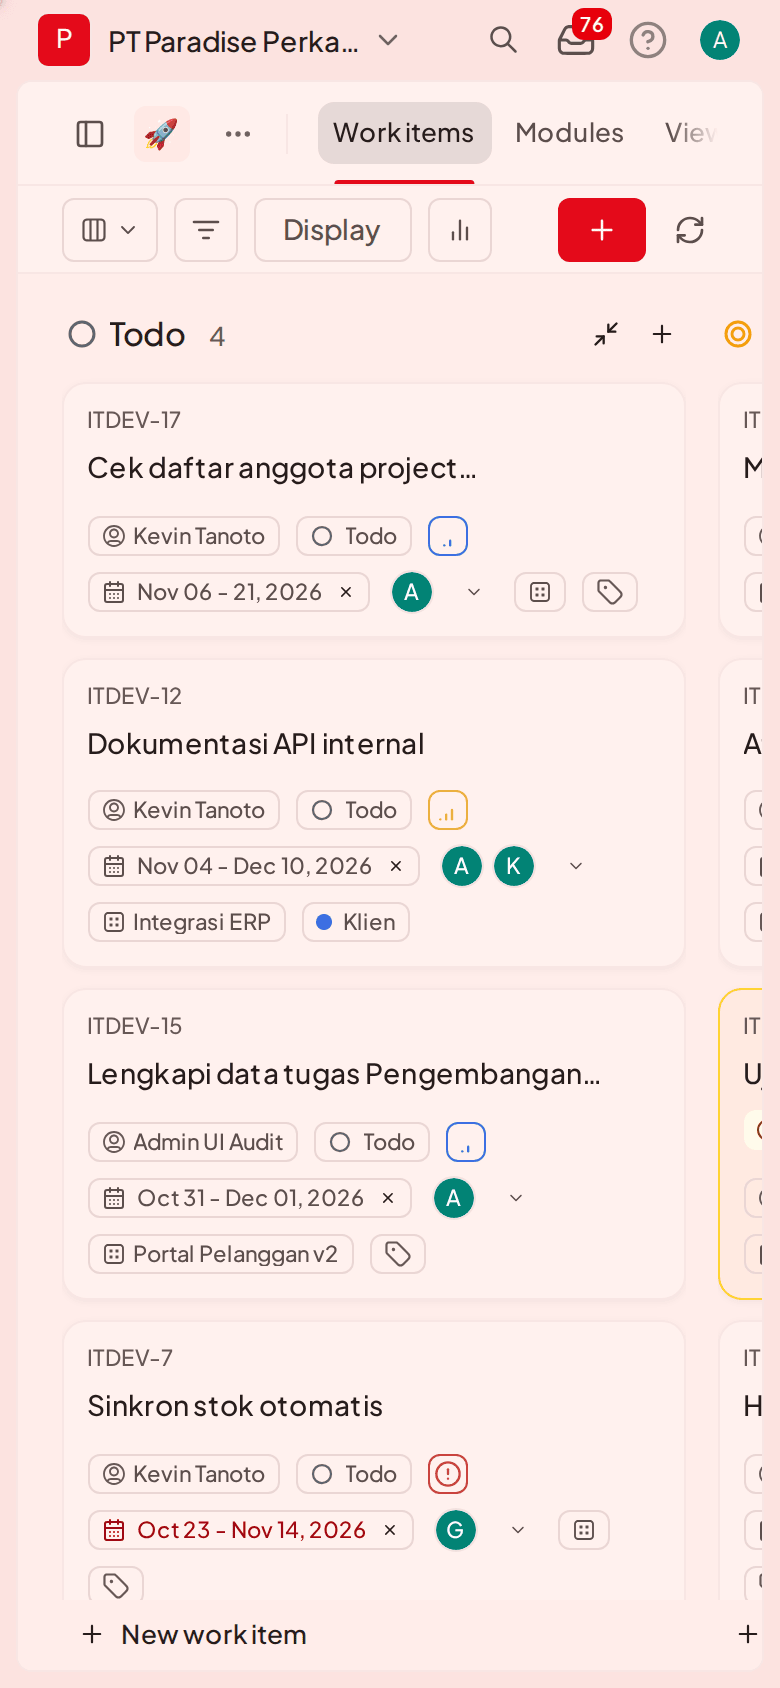 P PT Paradise Perka... 76 A
Work items Modules View
Display
Todo 4
ITDEV-17
Cek daftar anggota project...
Kevin Tanoto Todo
Nov 06 - 21, 2026 A
ITDEV-12
Dokumentasi API internal
Kevin Tanoto Todo
Nov 04 - Dec 10, 2026 A K
Integrasi ERP Klien
ITDEV-15
Lengkapi data tugas Pengembangan...
Admin UI Audit Todo
Oct 31 - Dec 01, 2026 A
Portal Pelanggan v2
ITDEV-7
Sinkron stok otomatis
Kevin Tanoto Todo
Oct 23 - Nov 14, 2026 G
New work item